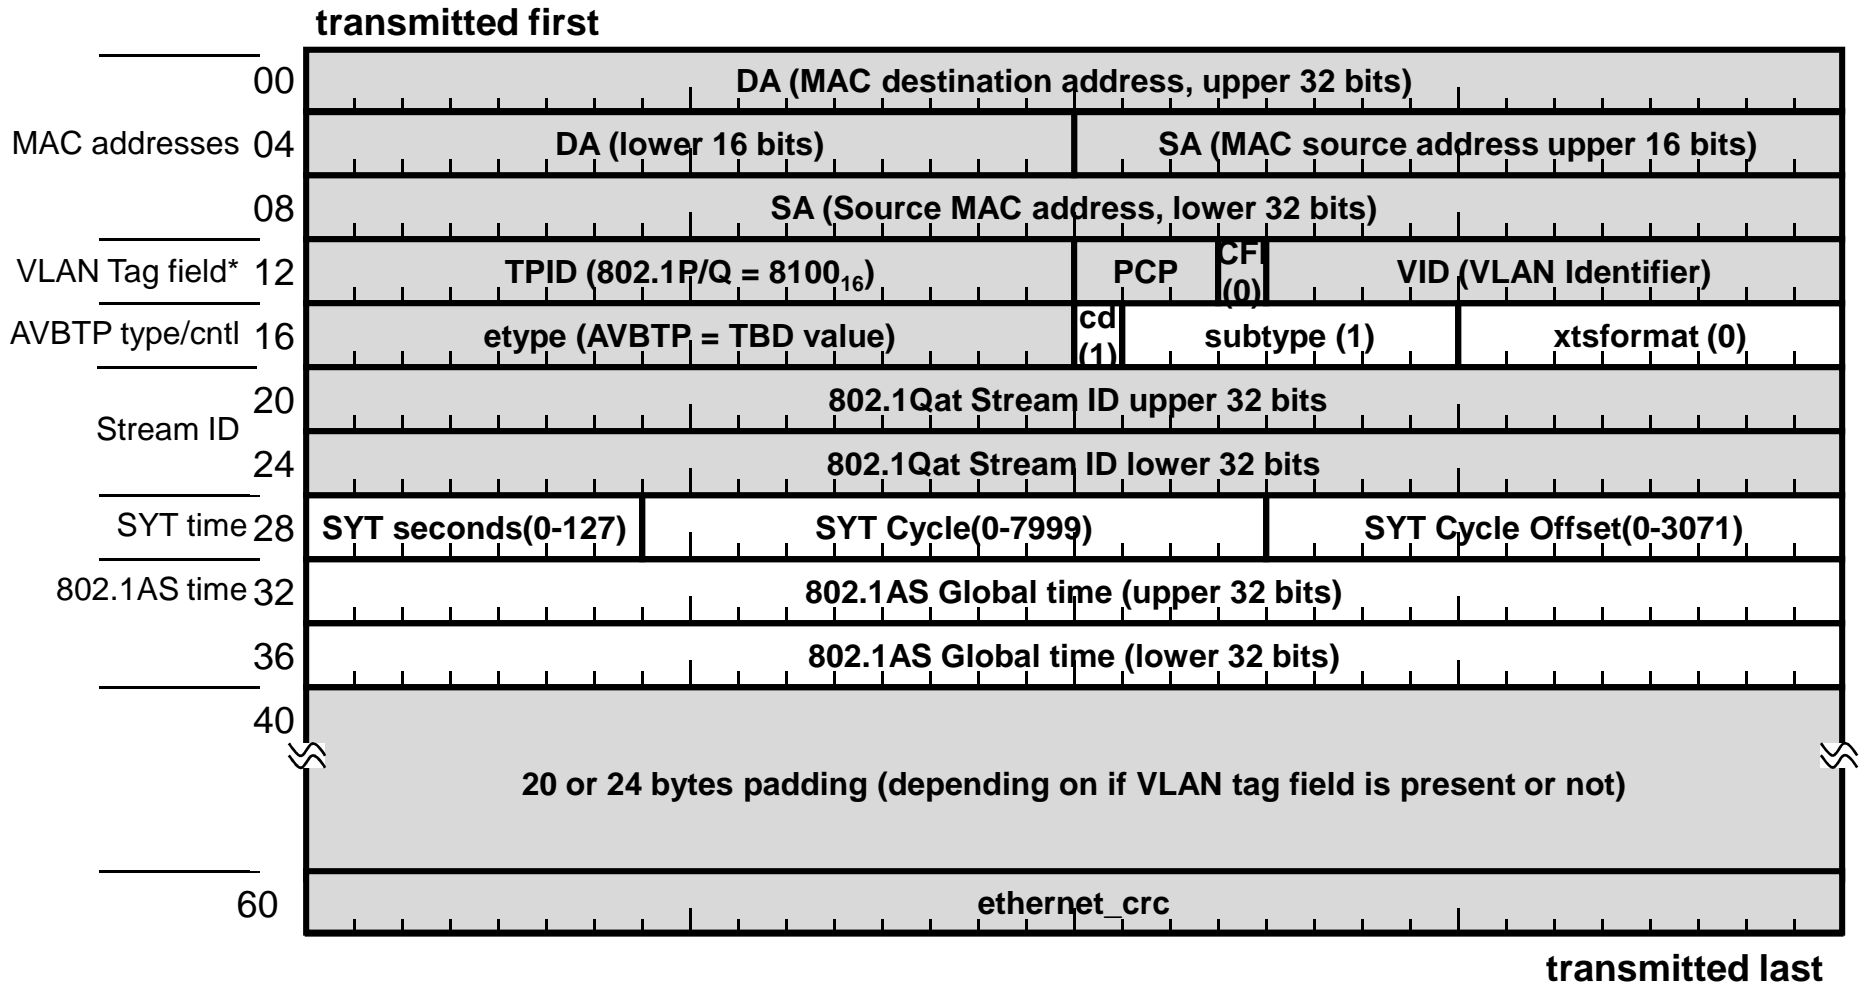 transmitted first
00 DA (MAC destination address, upper 32 bits)
MAC addresses 04 DA (lower 16 bits) SA (MAC source address upper 16 bits)
08 SA (Source MAC address, lower 32 bits)
VLAN Tag field* 12 TPID (802.1P/Q = 8100₁₆) PCP CFI (0) VID (VLAN Identifier)
AVBTP type/cntl 16 etype (AVBTP = TBD value) cd (1) subtype (1) xtsformat (0)
20 802.1Qat Stream ID upper 32 bits
Stream ID
24 802.1Qat Stream ID lower 32 bits
SYT time 28 SYT seconds(0-127) SYT Cycle(0-7999) SYT Cycle Offset(0-3071)
802.1AS time 32 802.1AS Global time (upper 32 bits)
36 802.1AS Global time (lower 32 bits)
40
20 or 24 bytes padding (depending on if VLAN tag field is present or not)
60 ethernet_crc
transmitted last